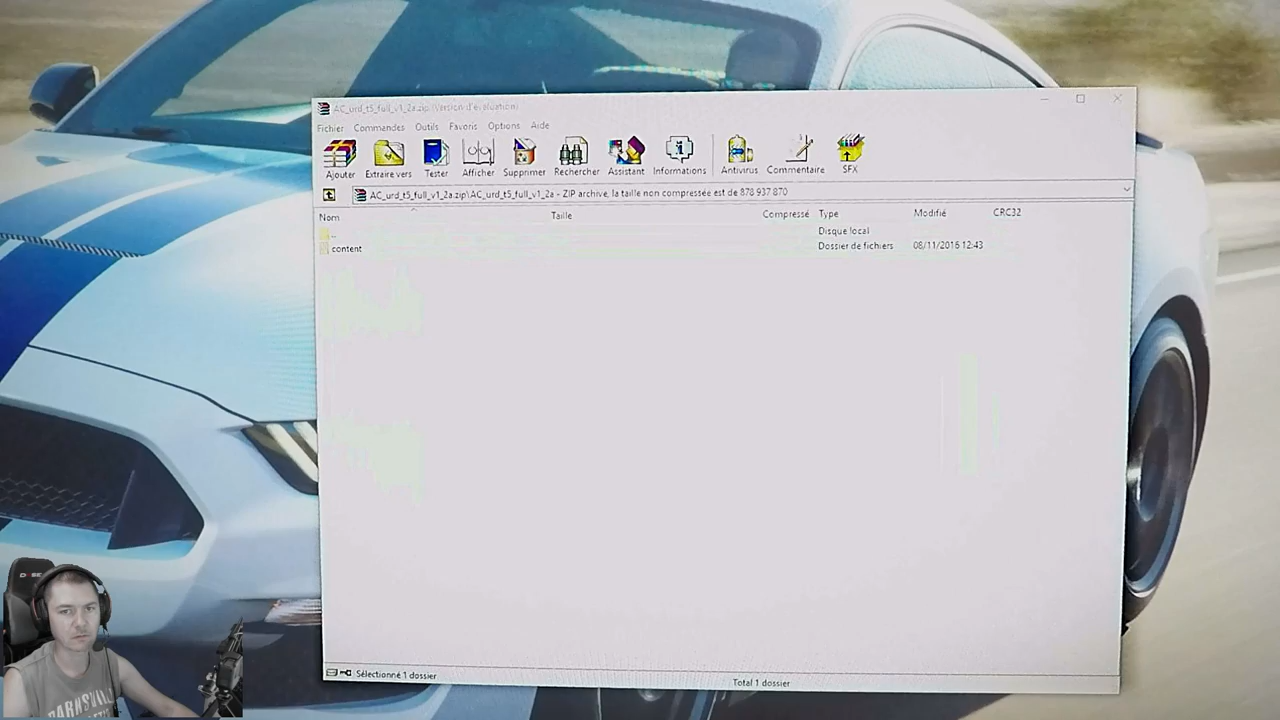 AC_urd_t5_full_v1_2a.zip (Version d'évaluation)
Fichier Commandes Outils Favoris Options Aide
Ajouter Extraire vers Tester Afficher Supprimer Rechercher Assistant Informations Antivirus Commentaire SFX
AC_urd_t5_full_v1_2a.zip\AC_urd_t5_full_v1_2a - ZIP archive, la taille non compressée est de 878 937 870
Nom Taille Compressé Type Modifié CRC32
.. Disque local
content Dossier de fichiers 08/11/2016 12:43
Sélectionné 1 dossier Total 1 dossier